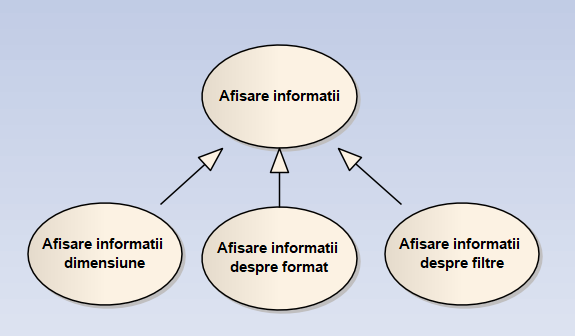 Afisare informatii
Afisare informatii
dimensiune
Afisare informatii
despre format
Afisare informatii
despre filtre